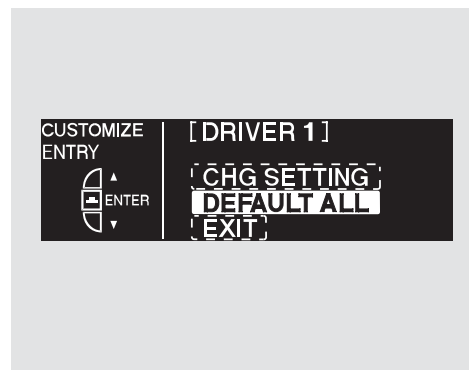 CUSTOMIZE
ENTRY
ENTER
[DRIVER 1]
CHG SETTING
DEFAULT ALL
EXIT